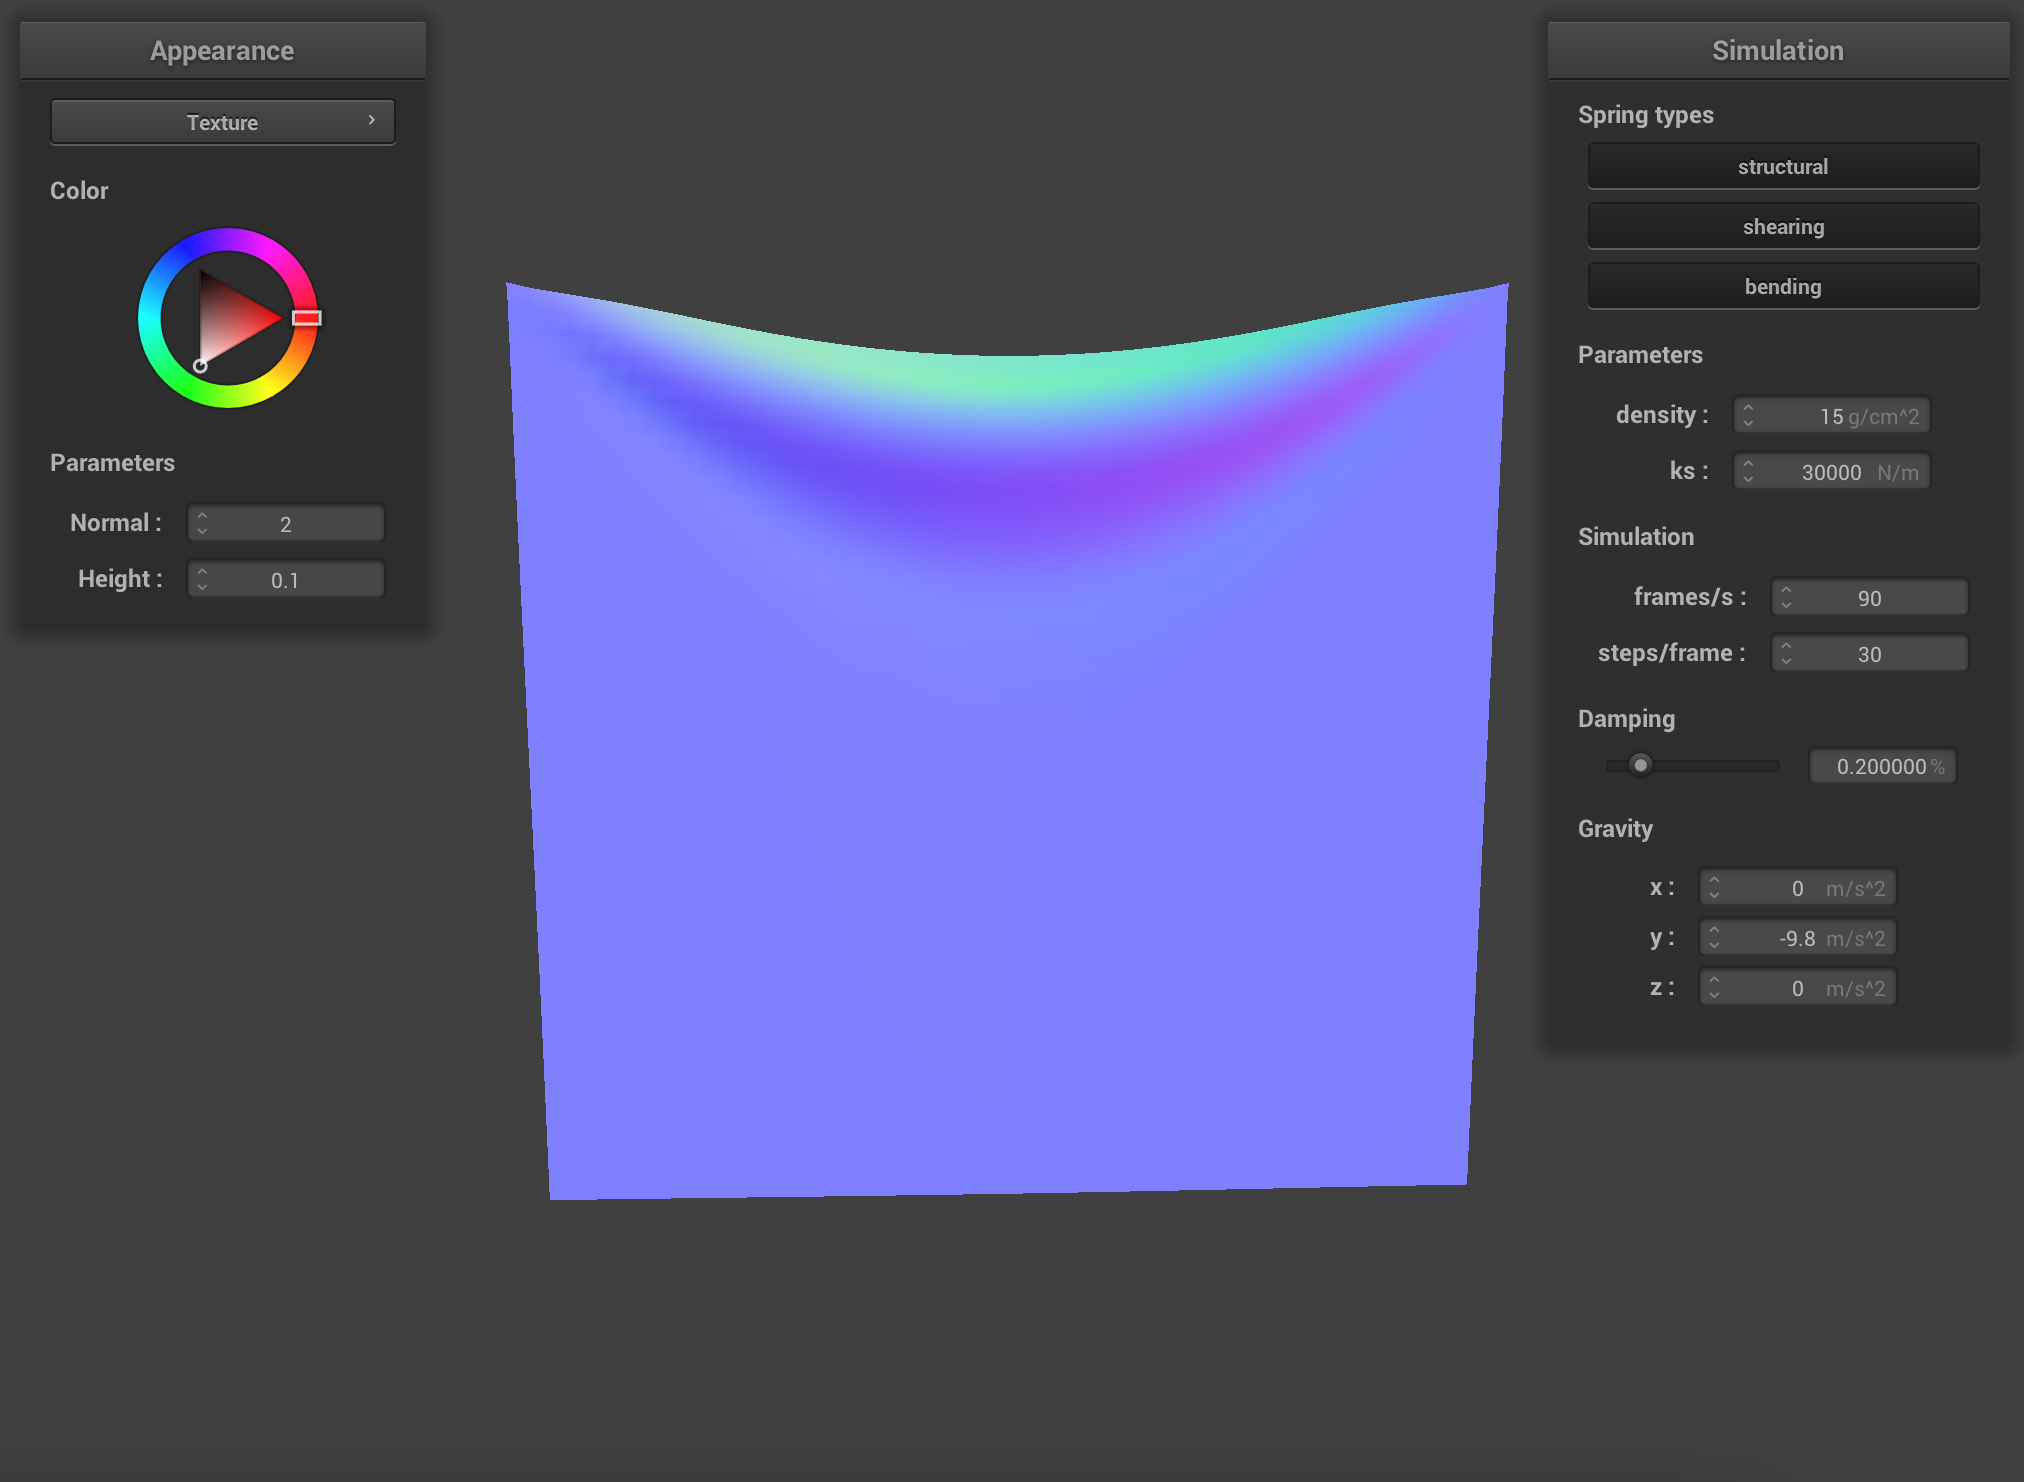 Appearance
Texture
Color
Parameters
Normal : 2
Height : 0.1
Simulation
Spring types
structural
shearing
bending
Parameters
density : 15 g/cm^2
ks : 30000 N/m
Simulation
frames/s : 90
steps/frame : 30
Damping
0.200000 %
Gravity
x : 0 m/s^2
y : -9.8 m/s^2
z : 0 m/s^2